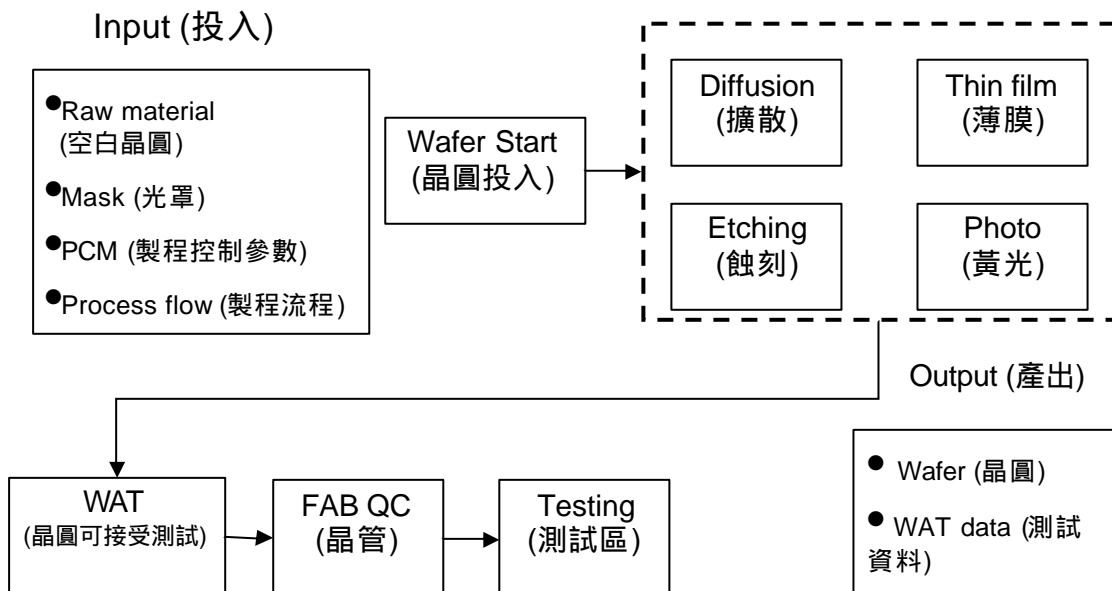 Input (投入)
●Raw material
(空白晶圓)
●Mask (光罩)
●PCM (製程控制參數)
●Process flow (製程流程)
Wafer Start
(晶圓投入)
Diffusion
(擴散)
Thin film
(薄膜)
Etching
(蝕刻)
Photo
(黃光)
Output (產出)
WAT
(晶圓可接受測試)
FAB QC
(晶管)
Testing
(測試區)
● Wafer (晶圓)
● WAT data (測試
資料)